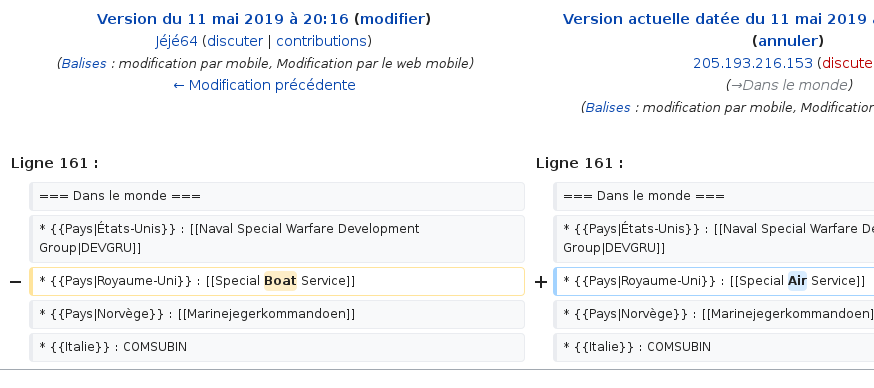 Version du 11 mai 2019 à 20:16 (modifier)
Jéjé64 (discuter | contributions)
(Balises : modification par mobile, Modification par le web mobile)
← Modification précédente
Version actuelle datée du 11 mai 2019
(annuler)
205.193.216.153 (discute
(→Dans le monde)
(Balises : modification par mobile, Modification
Ligne 161 :
=== Dans le monde ===
* {{Pays|États-Unis}} : [[Naval Special Warfare Development
Group|DEVGRU]]
− * {{Pays|Royaume-Uni}} : [[Special Boat Service]]
* {{Pays|Norvège}} : [[Marinejegerkommandoen]]
* {{Italie}} : COMSUBIN
Ligne 161 :
=== Dans le monde ===
* {{Pays|États-Unis}} : [[Naval Special Warfare De
Group|DEVGRU]]
+ * {{Pays|Royaume-Uni}} : [[Special Air Service]]
* {{Pays|Norvège}} : [[Marinejegerkommandoen]
* {{Italie}} : COMSUBIN